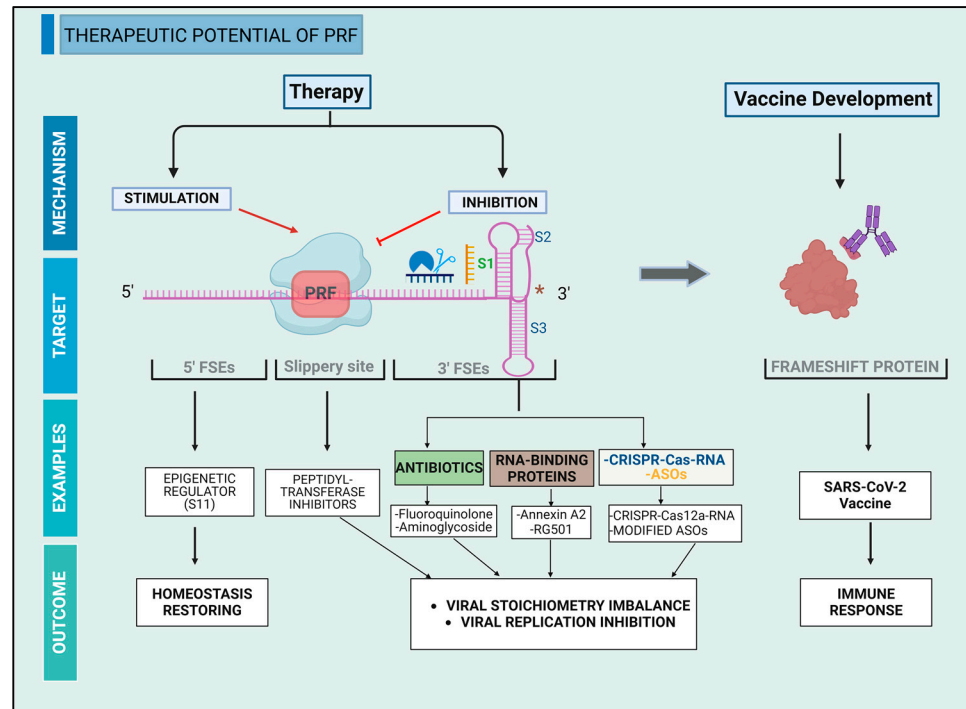 THERAPEUTIC POTENTIAL OF PRF
Therapy
Vaccine Development
MECHANISM
STIMULATION
INHIBITION
TARGET
5'
PRF
S1
S2
S3
*
3'
5' FSEs
Slippery site
3' FSEs
FRAMESHIFT PROTEIN
EXAMPLES
EPIGENETIC
REGULATOR
(S11)
PEPTIDYL-
TRANSFERASE
INHIBITORS
ANTIBIOTICS
-Fluoroquinolone
-Aminoglycoside
RNA-BINDING
PROTEINS
-Annexin A2
-RG501
-CRISPR-Cas-RNA
-ASOs
-CRISPR-Cas12a-RNA
-MODIFIED ASOs
SARS-CoV-2
Vaccine
OUTCOME
HOMEOSTASIS
RESTORING
• VIRAL STOICHIOMETRY IMBALANCE
• VIRAL REPLICATION INHIBITION
IMMUNE
RESPONSE